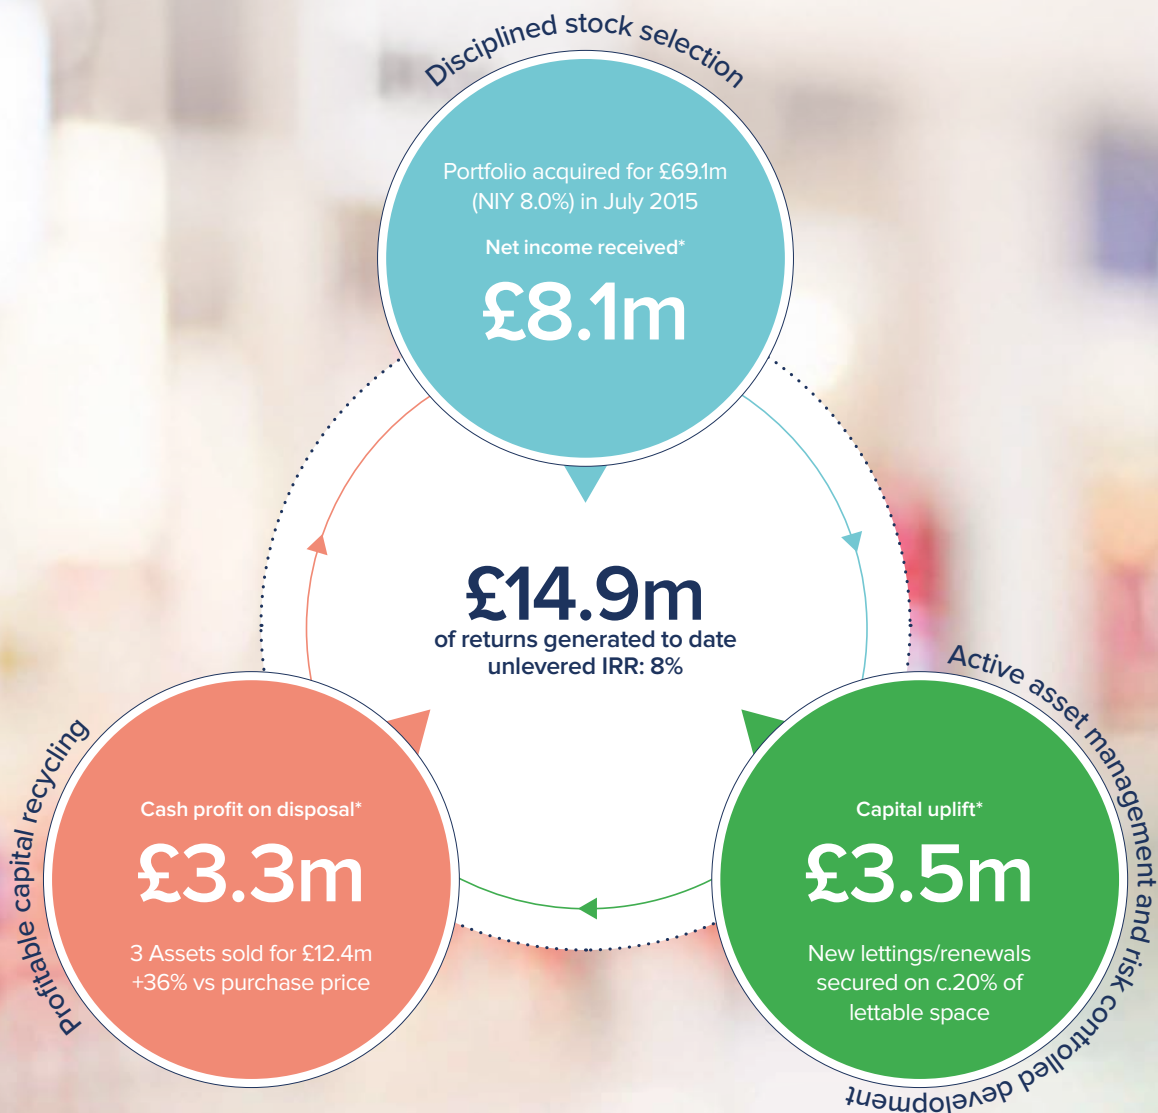 Disciplined stock selection
Portfolio acquired for £69.1m
(NIY 8.0%) in July 2015
Net income received*
£8.1m
£14.9m
of returns generated to date
unlevered IRR: 8%
Profitable capital recycling
Cash profit on disposal*
£3.3m
3 Assets sold for £12.4m
+36% vs purchase price
Active asset management and risk controlled development
Capital uplift*
£3.5m
New lettings/renewals
secured on c.20% of
lettable space